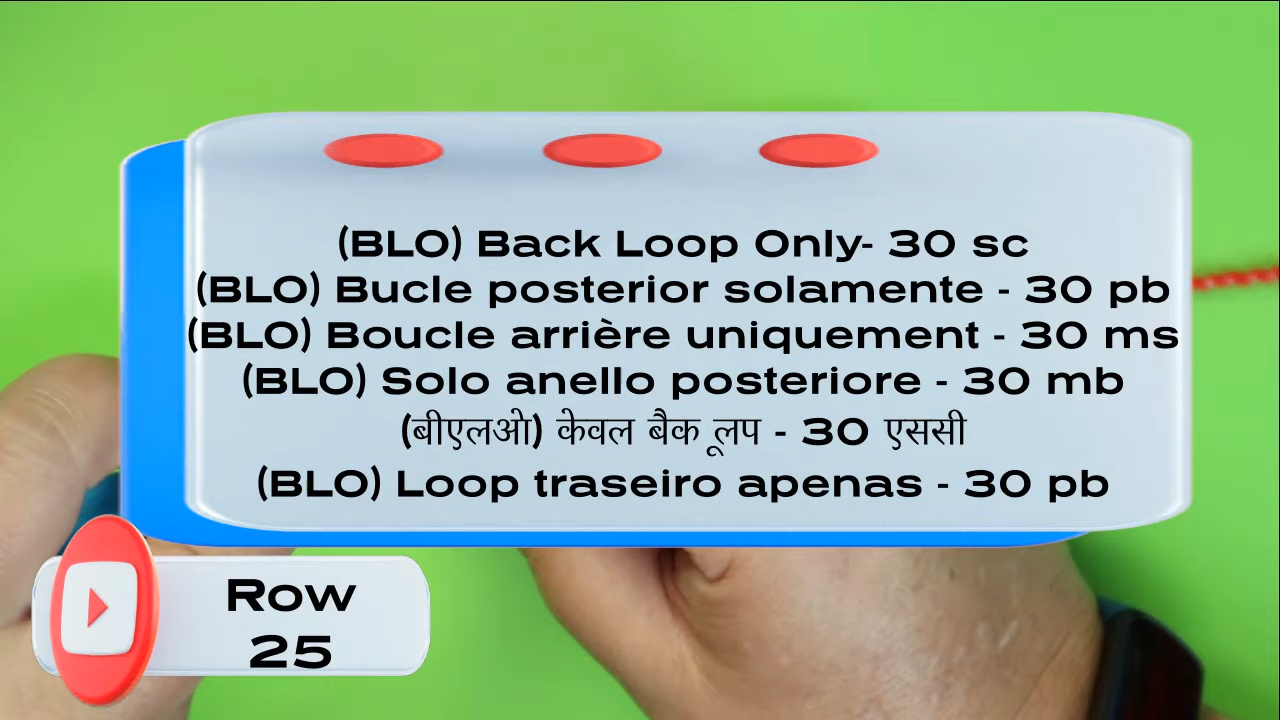 (BLO) Back Loop Only- 30 sc
(BLO) Bucle posterior solamente - 30 pb
(BLO) Boucle arrière uniquement - 30 ms
(BLO) Solo anello posteriore - 30 mb
(बीएलओ) केवल बैक लूप - 30 एससी
(BLO) Loop traseiro apenas - 30 pb
Row
25